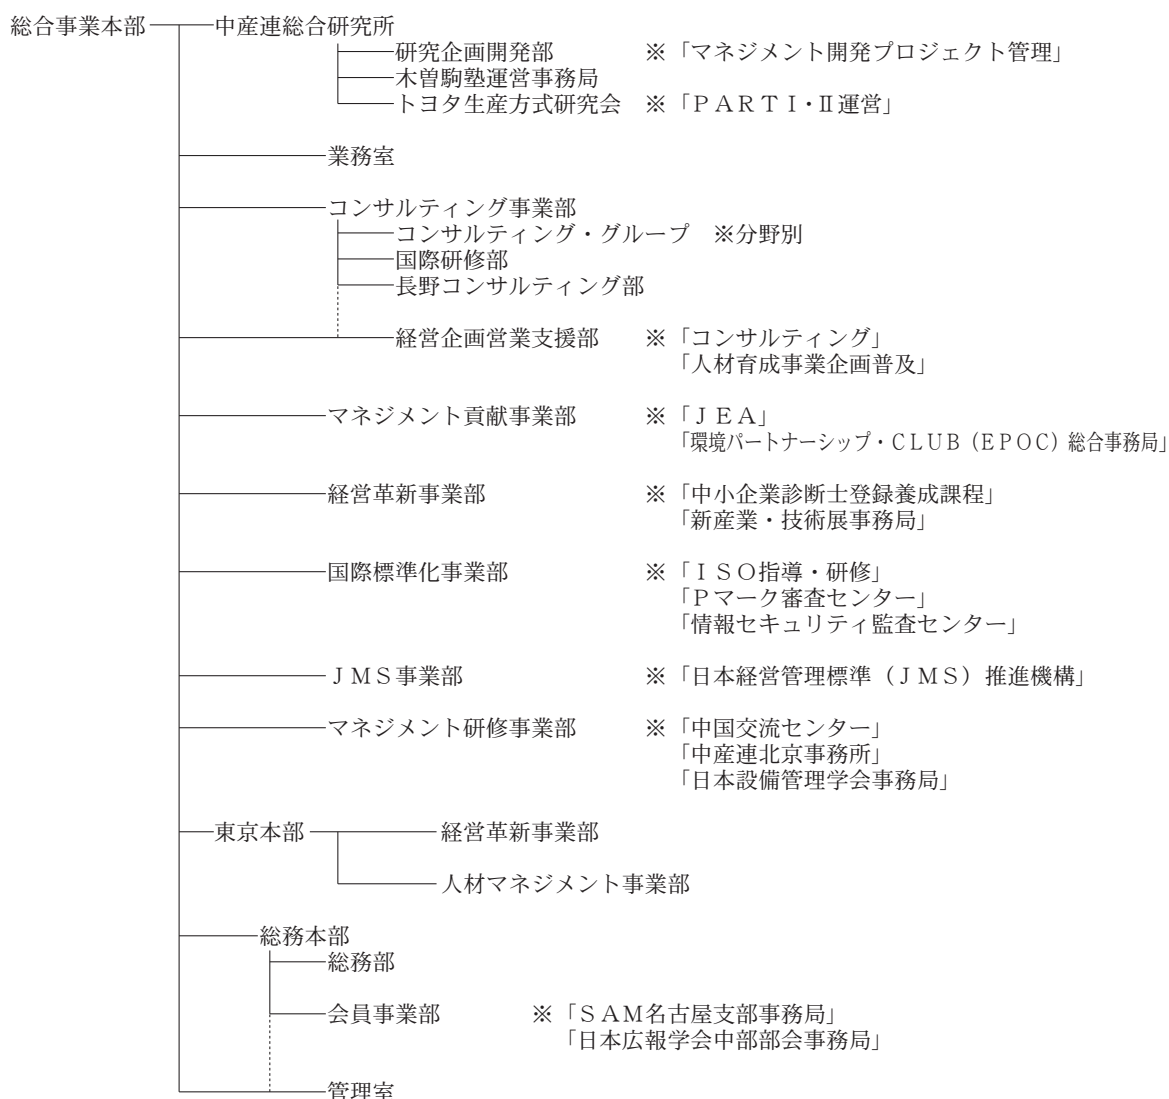 総合事業本部 中産連総合研究所
研究企画開発部 ※「マネジメント開発プロジェクト管理」
木曽駒塾運営事務局
トヨタ生産方式研究会 ※「ＰＡＲＴⅠ・Ⅱ運営」
業務室
コンサルティング事業部
コンサルティング・グループ ※分野別
国際研修部
長野コンサルティング部
経営企画営業支援部 ※「コンサルティング」
「人材育成事業企画普及」
マネジメント貢献事業部 ※「ＪＥＡ」
「環境パートナーシップ・ＣＬＵＢ（ＥＰＯＣ）総合事務局」
経営革新事業部 ※「中小企業診断士登録養成課程」
「新産業・技術展事務局」
国際標準化事業部 ※「ＩＳＯ指導・研修」
「Ｐマーク審査センター」
「情報セキュリティ監査センター」
ＪＭＳ事業部 ※「日本経営管理標準（ＪＭＳ）推進機構」
マネジメント研修事業部 ※「中国交流センター」
「中産連北京事務所」
「日本設備管理学会事務局」
東京本部 経営革新事業部
人材マネジメント事業部
総務本部
総務部
会員事業部 ※「ＳＡＭ名古屋支部事務局」
「日本広報学会中部部会事務局」
管理室